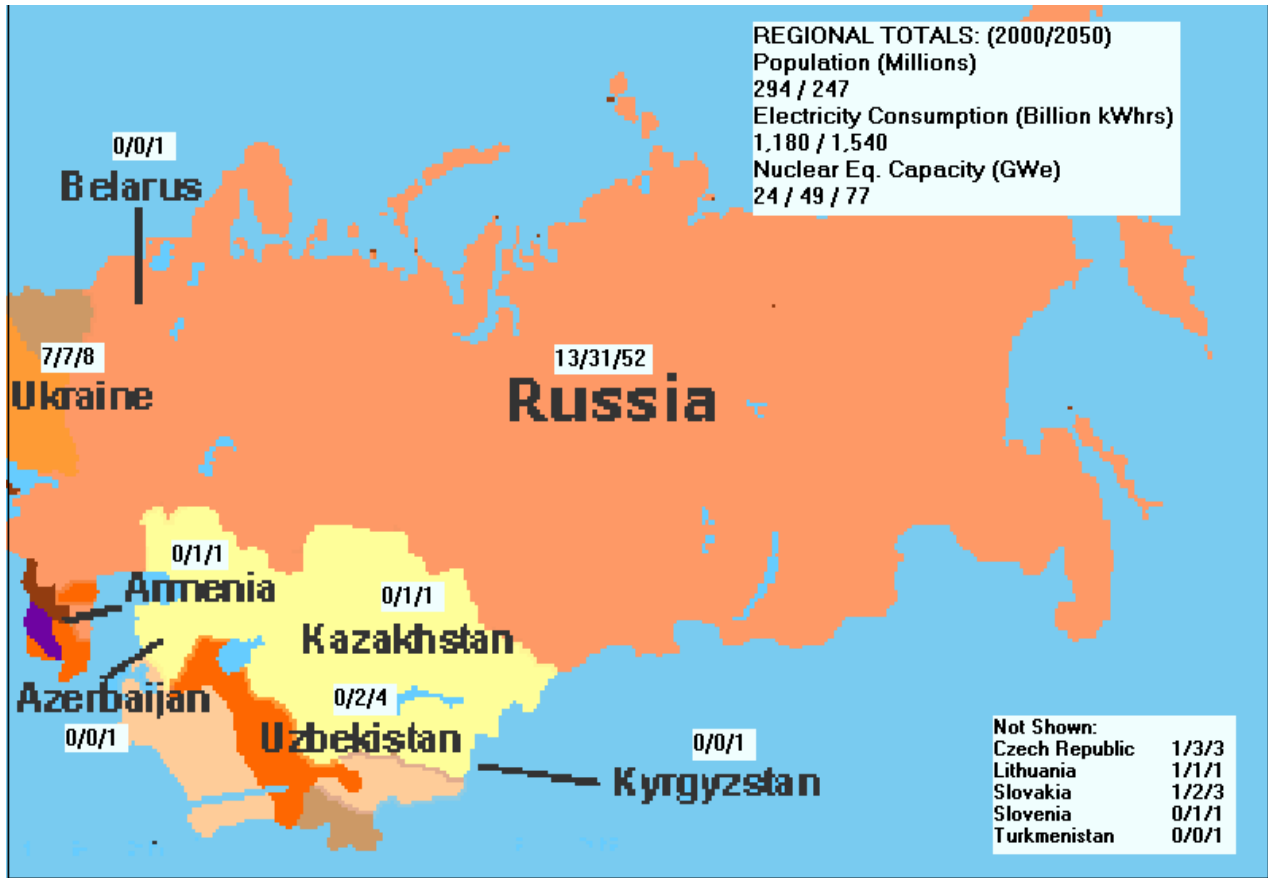 REGIONAL TOTALS: (2000/2050)
Population (Millions)
294 / 247
Electricity Consumption (Billion kWhrs)
1,180 / 1,540
Nuclear Eq. Capacity (GWe)
24 / 49 / 77
0/0/1
Belarus
7/7/8
Ukraine
13/31/52
Russia
0/1/1
Armenia
0/1/1
Kazakhstan
Azerbaijan
0/0/1
0/2/4
Uzbekistan
0/0/1
Kyrgyzstan
Not Shown:
Czech Republic 1/3/3
Lithuania 1/1/1
Slovakia 1/2/3
Slovenia 0/1/1
Turkmenistan 0/0/1